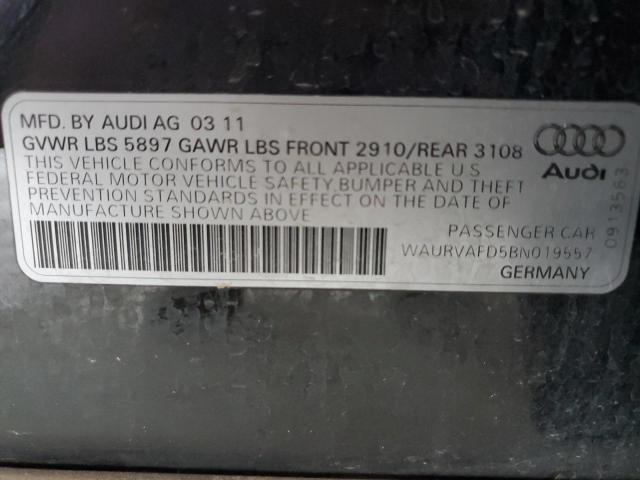 MFD. BY AUDI AG 03 11
GVWR LBS 5897 GAWR LBS FRONT 2910/REAR 3108
THIS VEHICLE CONFORMS TO ALL APPLICABLE U S
FEDERAL MOTOR VEHICLE SAFETY BUMPER AND THEFT
PREVENTION STANDARDS IN EFFECT ON THE DATE OF
MANUFACTURE SHOWN ABOVE
Audi
0913563
PASSENGER CAR
WAURVAFD5BN019557
GERMANY